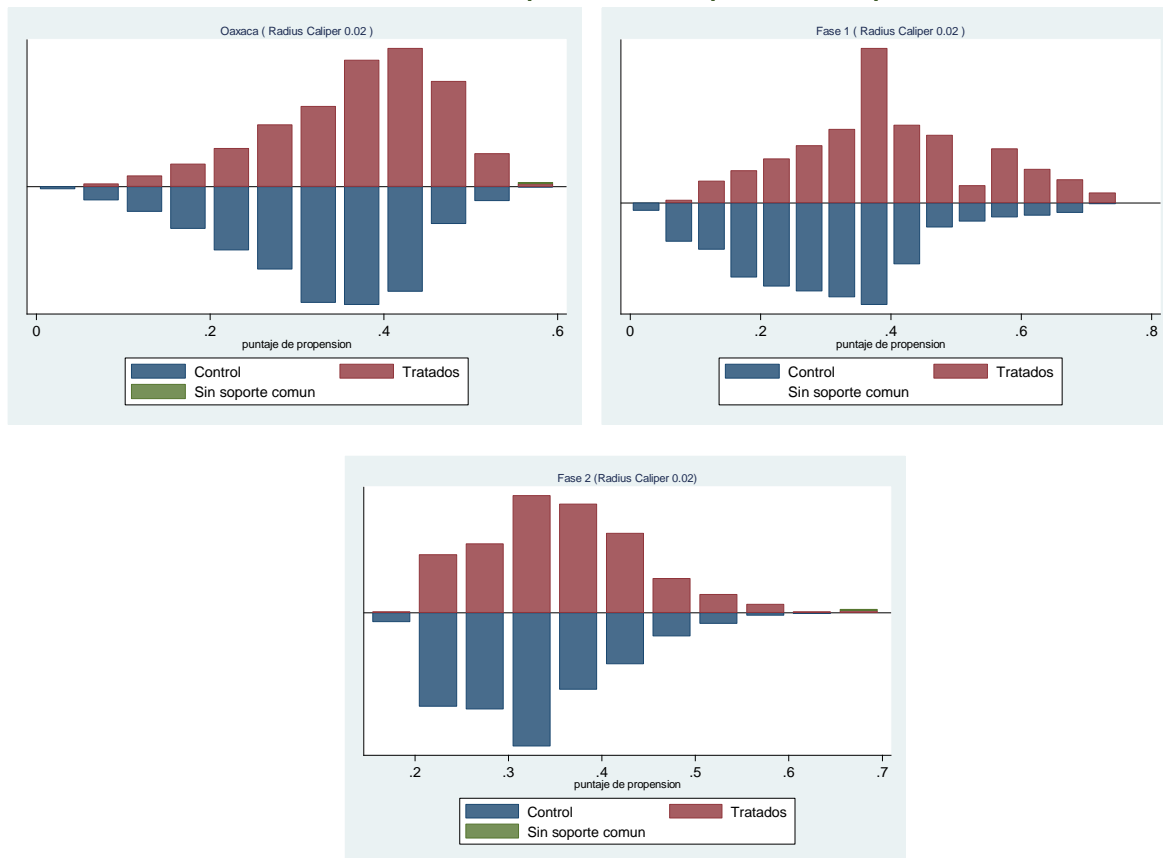 Oaxaca ( Radius Caliper 0.02 )
0 .2 .4 .6
puntaje de propension
Control Tratados
Sin soporte comun
Fase 1 ( Radius Caliper 0.02 )
0 .2 .4 .6 .8
puntaje de propension
Control Tratados
Sin soporte comun
Fase 2 (Radius Caliper 0.02)
.2 .3 .4 .5 .6 .7
puntaje de propension
Control Tratados
Sin soporte comun